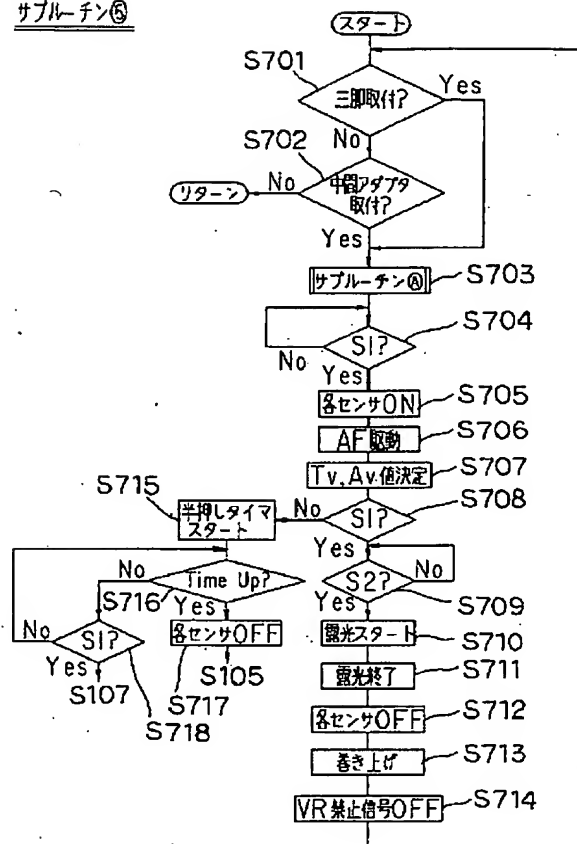 サブルーチン⑤
スタート
S701
三脚取付?
Yes
No
S702
中間アダプタ
取付?
No
リターン
Yes
サブルーチンⒶ
S703
S704
S1?
No
Yes
各センサON
S705
AF駆動
S706
Tv, Av値決定
S707
S708
S1?
No
Yes
S715
半押しタイマ
スタート
S2?
No
S709
Yes
Time Up?
No
S716
Yes
露光スタート
S710
S1?
No
Yes
S718
S107
各センサOFF
S717
S105
露光終了
S711
各センサOFF
S712
巻き上げ
S713
VR禁止信号OFF
S714